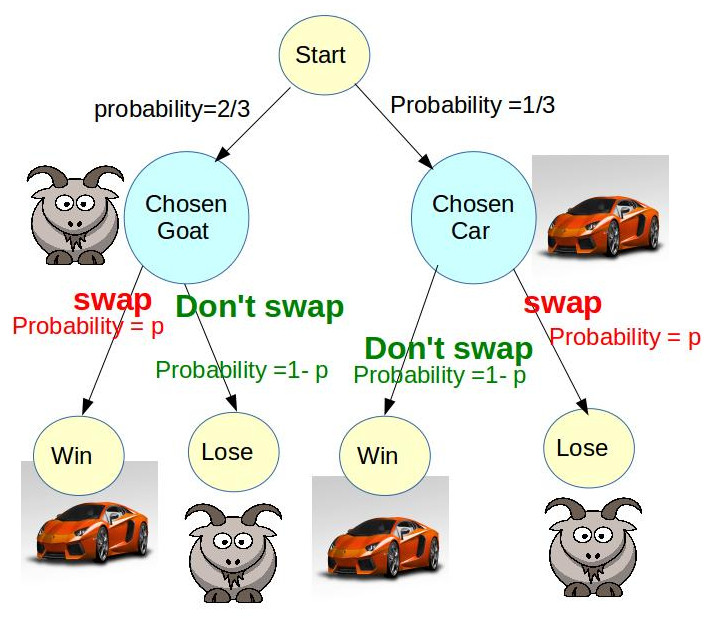 Start
probability=2/3
Probability =1/3
Chosen
Goat
Chosen
Car
swap
Probability = p
Don't swap
Probability =1- p
Don't swap
Probability =1- p
swap
Probability = p
Win
Lose
Win
Lose